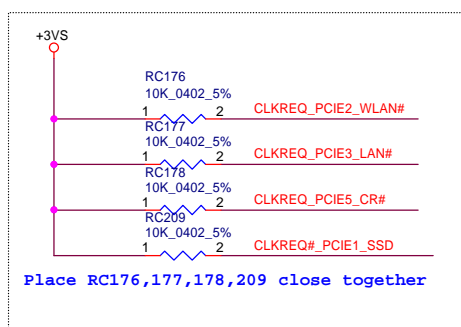 +3VS
RC176
10K_0402_5%
1 2 CLKREQ_PCIE2_WLAN#
RC177
10K_0402_5%
1 2 CLKREQ_PCIE3_LAN#
RC178
10K_0402_5%
1 2 CLKREQ_PCIE5_CR#
RC209
10K_0402_5%
1 2 CLKREQ#_PCIE1_SSD
Place RC176,177,178,209 close together